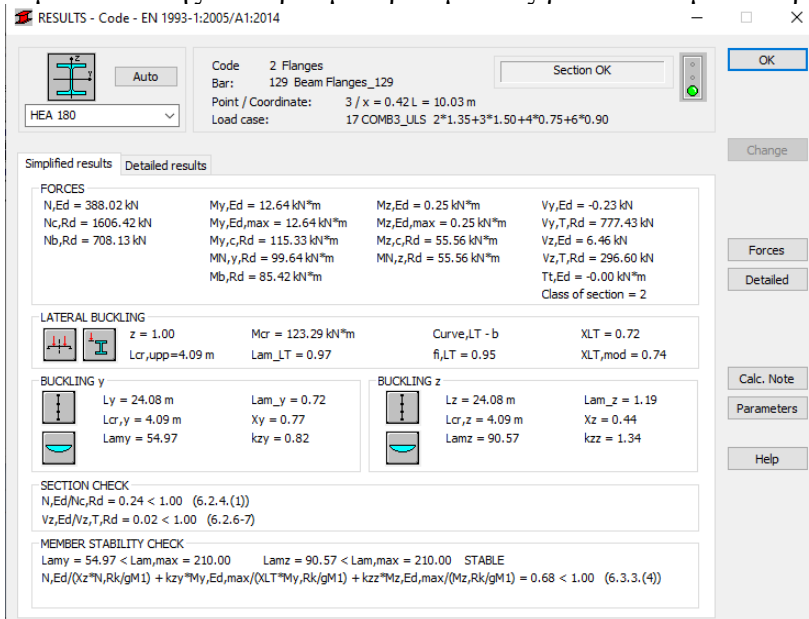 RESULTS - Code - EN 1993-1:2005/A1:2014
Auto
HEA 180
Code 2 Flanges
Bar: 129 Beam Flanges_129
Point / Coordinate: 3 / x = 0.42 L = 10.03 m
Load case: 17 COMB3_ULS 2*1.35+3*1.50+4*0.75+6*0.90
Section OK
OK
Change
Forces
Detailed
Calc. Note
Parameters
Help
Simplified results Detailed results
FORCES
N,Ed = 388.02 kN My,Ed = 12.64 kN*m Mz,Ed = 0.25 kN*m Vy,Ed = -0.23 kN
Nc,Rd = 1606.42 kN My,Ed,max = 12.64 kN*m Mz,Ed,max = 0.25 kN*m Vy,T,Rd = 777.43 kN
Nb,Rd = 708.13 kN My,c,Rd = 115.33 kN*m Mz,c,Rd = 55.56 kN*m Vz,Ed = 6.46 kN
MN,y,Rd = 99.64 kN*m MN,z,Rd = 55.56 kN*m Vz,T,Rd = 296.60 kN
Mb,Rd = 85.42 kN*m Tt,Ed = -0.00 kN*m
Class of section = 2
LATERAL BUCKLING
z = 1.00 Mcr = 123.29 kN*m Curve,LT - b XLT = 0.72
Lcr,upp=4.09 m Lam_LT = 0.97 fi,LT = 0.95 XLT,mod = 0.74
BUCKLING y
Ly = 24.08 m Lam_y = 0.72
Lcr,y = 4.09 m Xy = 0.77
Lamy = 54.97 kzy = 0.82
BUCKLING z
Lz = 24.08 m Lam_z = 1.19
Lcr,z = 4.09 m Xz = 0.44
Lamz = 90.57 kzz = 1.34
SECTION CHECK
N,Ed/Nc,Rd = 0.24 < 1.00 (6.2.4.(1))
Vz,Ed/Vz,T,Rd = 0.02 < 1.00 (6.2.6-7)
MEMBER STABILITY CHECK
Lamy = 54.97 < Lam,max = 210.00 Lamz = 90.57 < Lam,max = 210.00 STABLE
N,Ed/(Xz*N,Rk/gM1) + kzy*My,Ed,max/(XLT*My,Rk/gM1) + kzz*Mz,Ed,max/(Mz,Rk/gM1) = 0.68 < 1.00 (6.3.3.(4))